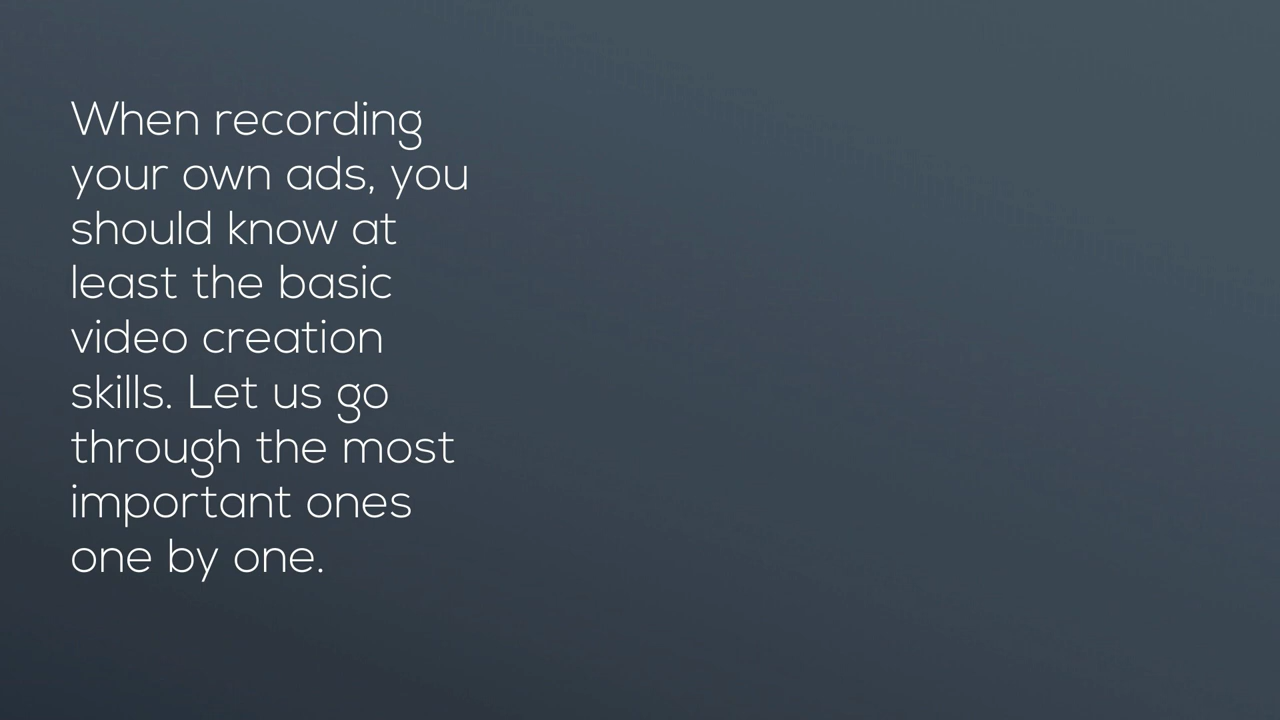 When recording
your own ads, you
should know at
least the basic
video creation
skills. Let us go
through the most
important ones
one by one.